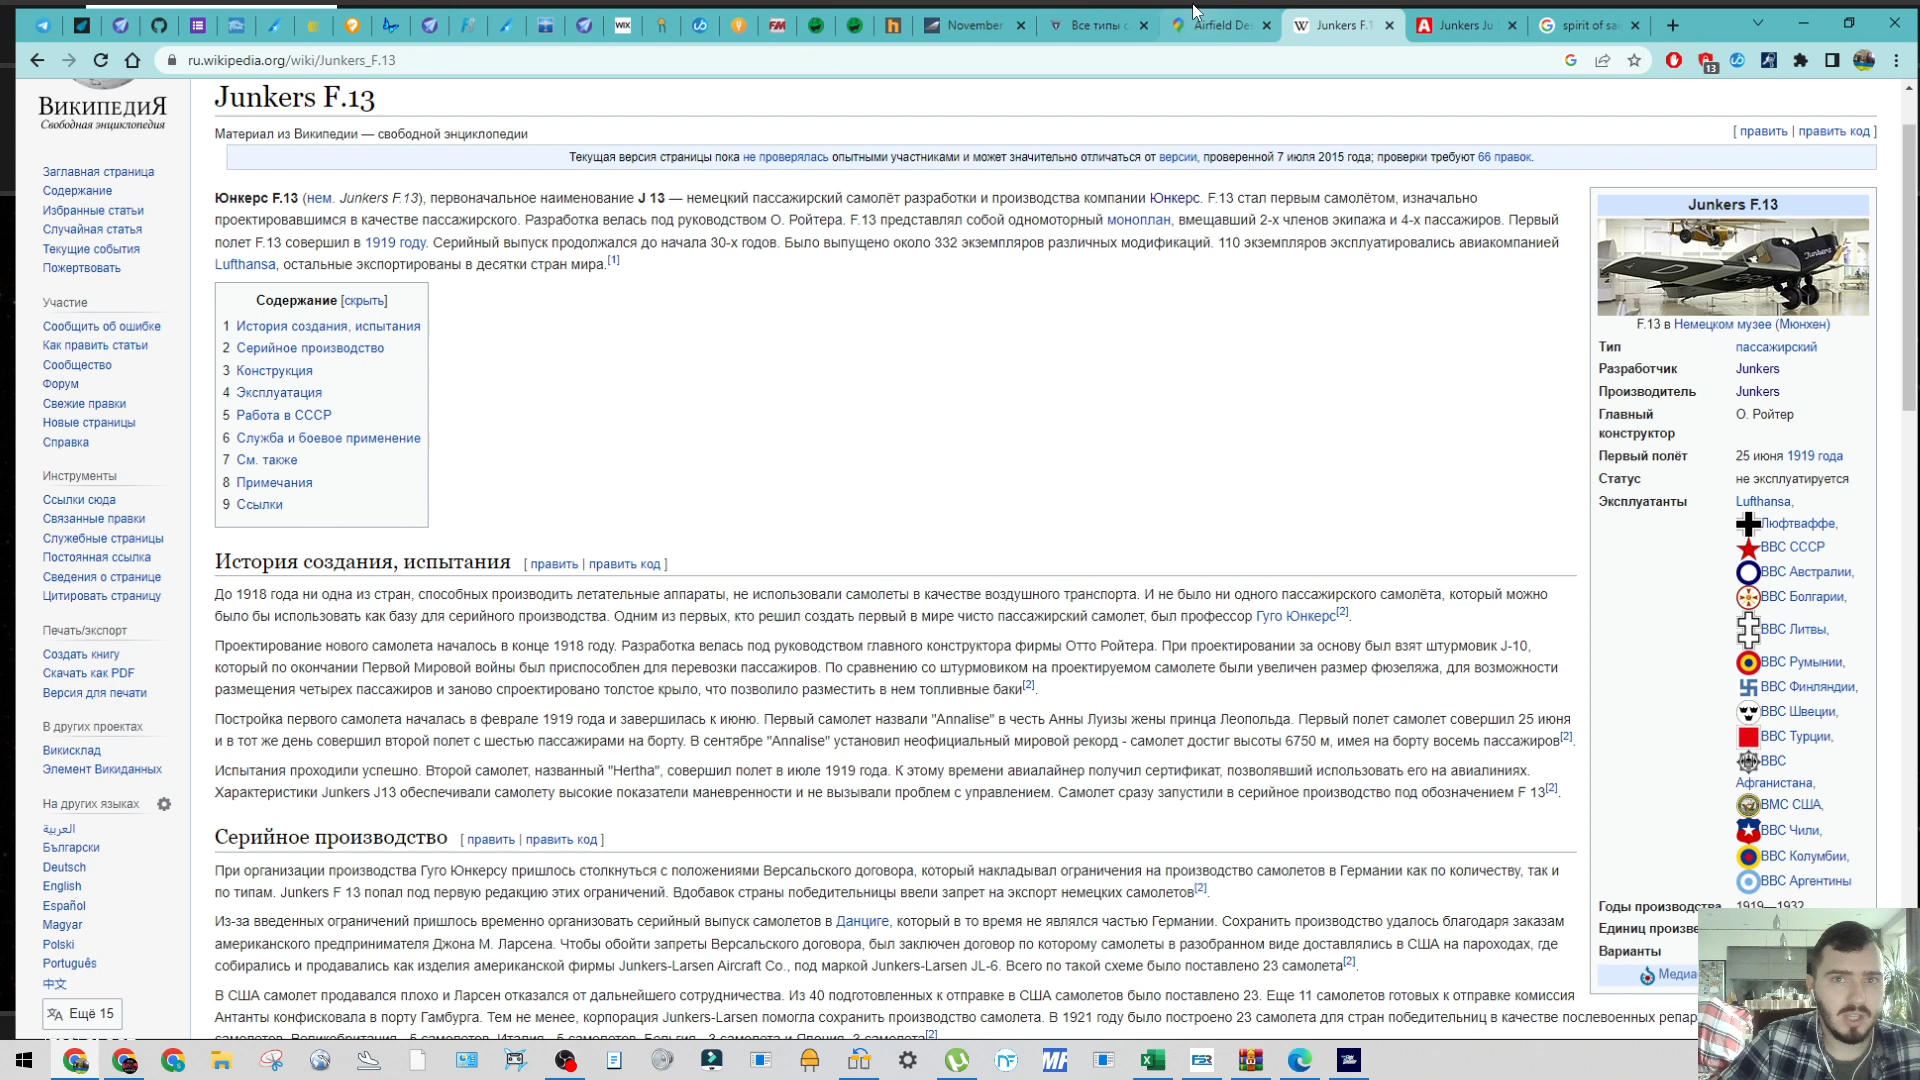 November
Все типы с
Airfield Des
Junkers F.1
Junkers Ju
spirit of sai
WIX
FM
ru.wikipedia.org/wiki/Junkers_F.13
13
ВИКИПЕДИЯ
Свободная энциклопедия
Заглавная страница
Содержание
Избранные статьи
Случайная статья
Текущие события
Пожертвовать
Участие
Сообщить об ошибке
Как править статьи
Сообщество
Форум
Свежие правки
Новые страницы
Справка
Инструменты
Ссылки сюда
Связанные правки
Служебные страницы
Постоянная ссылка
Сведения о странице
Цитировать страницу
Печать/экспорт
Создать книгу
Скачать как PDF
Версия для печати
В других проектах
Викисклад
Элемент Викиданных
На других языках
العربية
Български
Deutsch
English
Español
Magyar
Polski
Português
中文
Ещё 15
Junkers F.13
Материал из Википедии — свободной энциклопедии
[ править | править код ]
Текущая версия страницы пока не проверялась опытными участниками и может значительно отличаться от версии, проверенной 7 июля 2015 года; проверки требуют 66 правок.
Юнкерс F.13 (нем. Junkers F.13), первоначальное наименование J 13 — немецкий пассажирский самолёт разработки и производства компании Юнкерс. F.13 стал первым самолётом, изначально
проектировавшимся в качестве пассажирского. Разработка велась под руководством О. Ройтера. F.13 представлял собой одномоторный моноплан, вмещавший 2-х членов экипажа и 4-х пассажиров. Первый
полет F.13 совершил в 1919 году. Серийный выпуск продолжался до начала 30-х годов. Было выпущено около 332 экземпляров различных модификаций. 110 экземпляров эксплуатировались авиакомпанией
Lufthansa, остальные экспортированы в десятки стран мира.[1]
Содержание [скрыть]
1 История создания, испытания
2 Серийное производство
3 Конструкция
4 Эксплуатация
5 Работа в СССР
6 Служба и боевое применение
7 См. также
8 Примечания
9 Ссылки
История создания, испытания [ править | править код ]
До 1918 года ни одна из стран, способных производить летательные аппараты, не использовали самолеты в качестве воздушного транспорта. И не было ни одного пассажирского самолёта, который можно
было бы использовать как базу для серийного производства. Одним из первых, кто решил создать первый в мире чисто пассажирский самолет, был профессор Гуго Юнкерс[2].
Проектирование нового самолета началось в конце 1918 году. Разработка велась под руководством главного конструктора фирмы Отто Ройтера. При проектировании за основу был взят штурмовик J-10,
который по окончании Первой Мировой войны был приспособлен для перевозки пассажиров. По сравнению со штурмовиком на проектируемом самолете были увеличен размер фюзеляжа, для возможности
размещения четырех пассажиров и заново спроектировано толстое крыло, что позволило разместить в нем топливные баки[2].
Постройка первого самолета началась в феврале 1919 года и завершилась к июню. Первый самолет назвали "Annalise" в честь Анны Луизы жены принца Леопольда. Первый полет самолет совершил 25 июня
и в тот же день совершил второй полет с шестью пассажирами на борту. В сентябре "Annalise" установил неофициальный мировой рекорд - самолет достиг высоты 6750 м, имея на борту восемь пассажиров[2].
Испытания проходили успешно. Второй самолет, названный "Hertha", совершил полет в июле 1919 года. К этому времени авиалайнер получил сертификат, позволявший использовать его на авиалиниях.
Характеристики Junkers J13 обеспечивали самолету высокие показатели маневренности и не вызывали проблем с управлением. Самолет сразу запустили в серийное производство под обозначением F 13[2].
Серийное производство [ править | править код ]
При организации производства Гуго Юнкерсу пришлось столкнуться с положениями Версальского договора, который накладывал ограничения на производство самолетов в Германии как по количеству, так и
по типам. Junkers F 13 попал под первую редакцию этих ограничений. Вдобавок страны победительницы ввели запрет на экспорт немецких самолетов[2].
Из-за введенных ограничений пришлось временно организовать серийный выпуск самолетов в Данциге, который в то время не являлся частью Германии. Сохранить производство удалось благодаря заказам
американского предпринимателя Джона М. Ларсена. Чтобы обойти запреты Версальского договора, был заключен договор по которому самолеты в разобранном виде доставлялись в США на пароходах, где
собирались и продавались как изделия американской фирмы Junkers-Larsen Aircraft Co., под маркой Junkers-Larsen JL-6. Всего по такой схеме было поставлено 23 самолета[2].
В США самолет продавался плохо и Ларсен отказался от дальнейшего сотрудничества. Из 40 подготовленных к отправке в США самолетов было поставлено 23. Еще 11 самолетов готовых к отправке комиссия
Антанты конфисковала в порту Гамбурга. Тем не менее, корпорация Junkers-Larsen помогла сохранить производство самолета. В 1921 году было построено 23 самолета для стран победительниц в качестве послевоенных репар
Junkers F.13
Junkers
D
F.13 в Немецком музее (Мюнхен)
Тип пассажирский
Разработчик Junkers
Производитель Junkers
Главный конструктор О. Ройтер
Первый полёт 25 июня 1919 года
Статус не эксплуатируется
Эксплуатанты Lufthansa,
Люфтваффе,
ВВС СССР
ВВС Австралии,
ВВС Болгарии,
ВВС Литвы,
ВВС Румынии,
ВВС Финляндии,
ВВС Швеции,
ВВС Турции,
ВВС
Афганистана,
ВМС США,
ВВС Чили,
ВВС Колумбии,
ВВС Аргентины
Годы производства 1919—1932
Единиц произве
Варианты
Медиа
MF
FSR